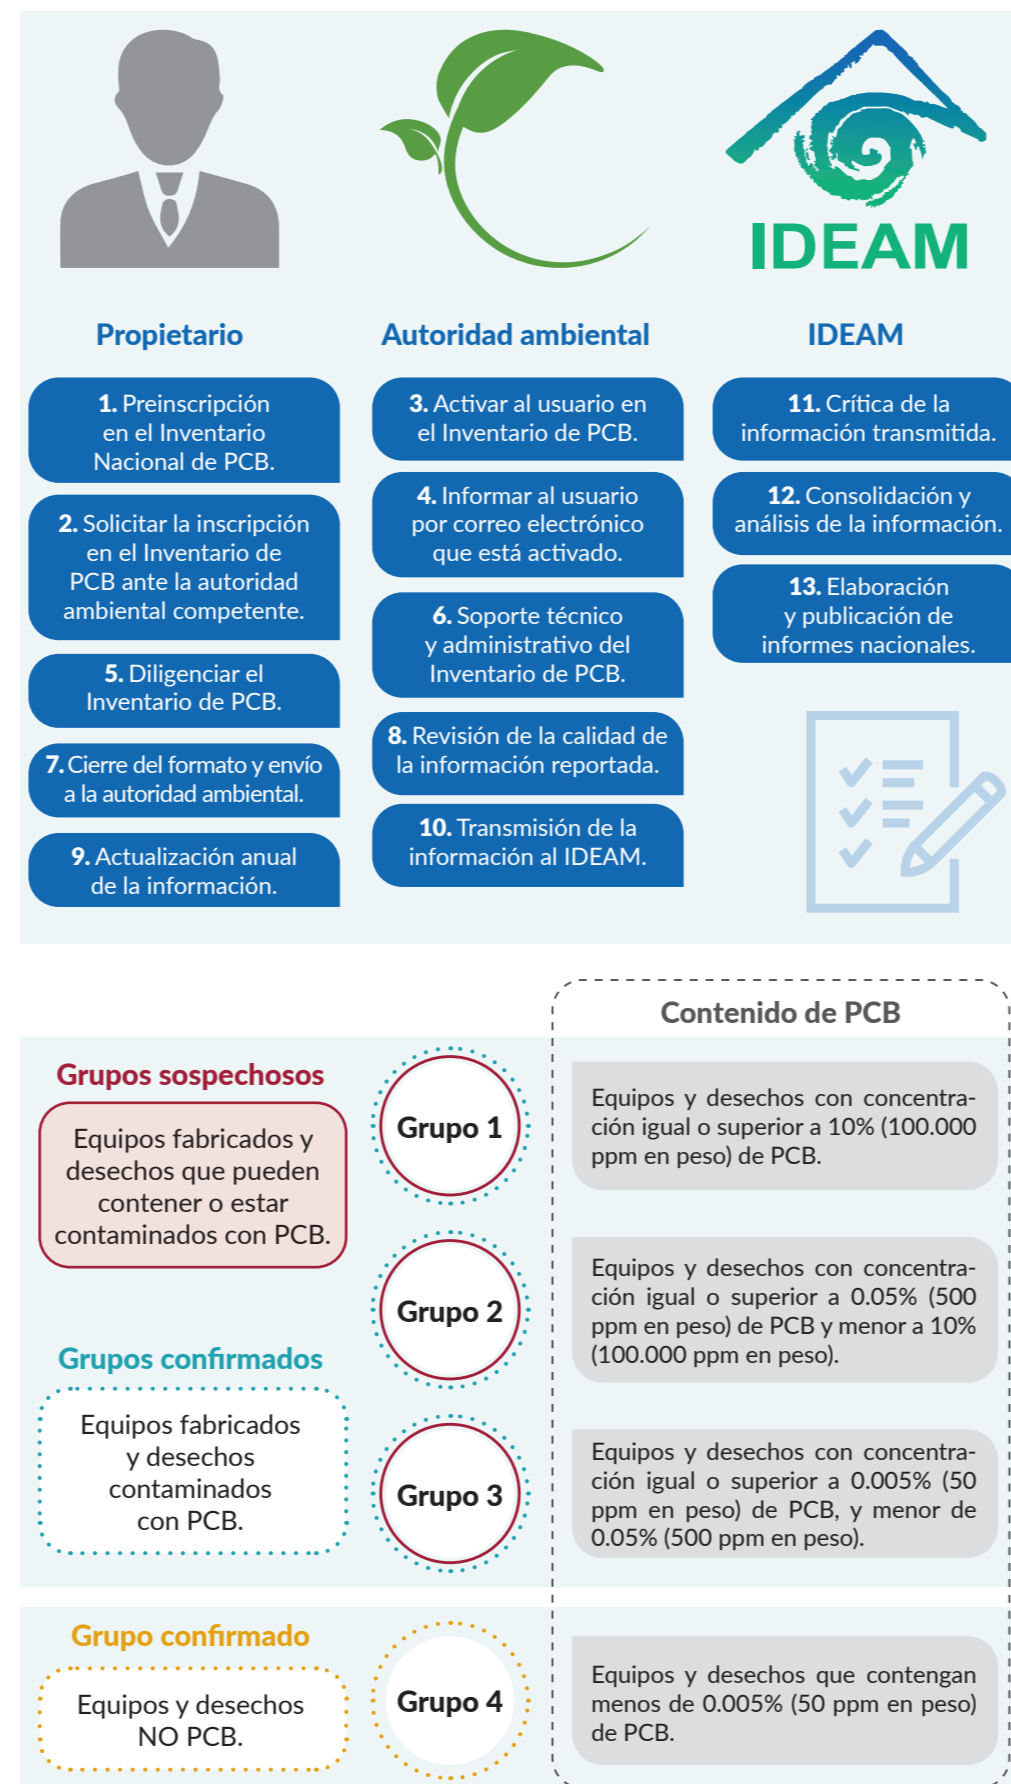 IDEAM
Propietario
1. Preinscripción
en el Inventario
Nacional de PCB.
2. Solicitar la inscripción
en el Inventario de
PCB ante la autoridad
ambiental competente.
5. Diligenciar el
Inventario de PCB.
7. Cierre del formato y envío
a la autoridad ambiental.
9. Actualización anual
de la información.
Autoridad ambiental
3. Activar al usuario en
el Inventario de PCB.
4. Informar al usuario
por correo electrónico
que está activado.
6. Soporte técnico
y administrativo del
Inventario de PCB.
8. Revisión de la calidad de
la información reportada.
10. Transmisión de la
información al IDEAM.
IDEAM
11. Crítica de la
información transmitida.
12. Consolidación y
análisis de la información.
13. Elaboración
y publicación de
informes nacionales.
Contenido de PCB
Grupos sospechosos
Equipos fabricados y
desechos que pueden
contener o estar
contaminados con PCB.
Grupos confirmados
Equipos fabricados
y desechos
contaminados
con PCB.
Grupo 1
Equipos y desechos con concentra-
ción igual o superior a 10% (100.000
ppm en peso) de PCB.
Grupo 2
Equipos y desechos con concentra-
ción igual o superior a 0.05% (500
ppm en peso) de PCB y menor a 10%
(100.000 ppm en peso).
Grupo 3
Equipos y desechos con concentra-
ción igual o superior a 0.005% (50
ppm en peso) de PCB, y menor de
0.05% (500 ppm en peso).
Grupo confirmado
Equipos y desechos
NO PCB.
Grupo 4
Equipos y desechos que contengan
menos de 0.005% (50 ppm en peso)
de PCB.